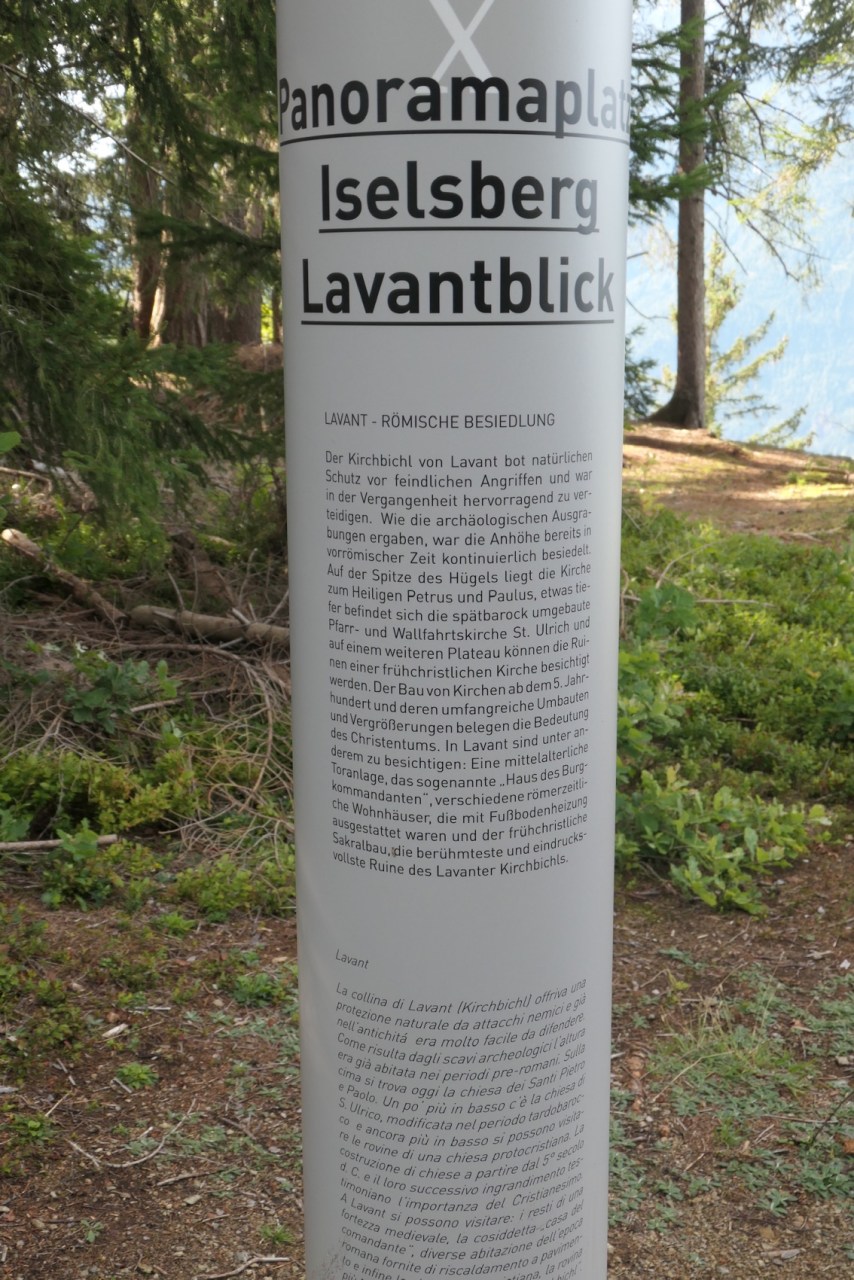 X
Panoramaplatz
Iselsberg
Lavantblick
LAVANT - RÖMISCHE BESIEDLUNG
Der Kirchbichl von Lavant bot natürlichen
Schutz vor feindlichen Angriffen und war
in der Vergangenheit hervorragend zu ver-
teidigen. Wie die archäologischen Ausgra-
bungen ergaben, war die Anhöhe bereits in
vorrömischer Zeit kontinuierlich besiedelt.
Auf der Spitze des Hügels liegt die Kirche
zum Heiligen Petrus und Paulus, etwas tie-
fer befindet sich die spätbarock umgebaute
Pfarr- und Wallfahrtskirche St. Ulrich und
auf einem weiteren Plateau können die Rui-
nen einer frühchristlichen Kirche besichtigt
werden. Der Bau von Kirchen ab dem 5. Jahr-
hundert und deren umfangreiche Umbauten
und Vergrößerungen belegen die Bedeutung
des Christentums. In Lavant sind unter an-
derem zu besichtigen: Eine mittelalterliche
Toranlage, das sogenannte „Haus des Burg-
kommandanten", verschiedene römerzeitli-
che Wohnhäuser, die mit Fußbodenheizung
ausgestattet waren und der frühchristliche
Sakralbau, die berühmteste und eindrucks-
vollste Ruine des Lavanter Kirchbichls.
Lavant
La collina di Lavant (Kirchbichl) offriva una
protezione naturale da attacchi nemici e già
nell'antichitá era molto facile da difendere.
Come risulta dagli scavi archeologici l'altura
era già abitata nei periodi pre-romani. Sulla
cima si trova oggi la chiesa dei Santi Pietro
e Paolo. Un po' più in basso c'è la chiesa di
S. Ulrico, modificata nel periodo tardobaroc-
co e ancora più in basso si possono visita-
re le rovine di una chiesa protocristiana. La
costruzione di chiese a partire dal 5° secolo
d. C. e il loro successivo ingrandimento tes-
timoniano l'importanza del Cristianesimo.
A Lavant si possono visitare: i resti di una
fortezza medievale, la cosiddetta „casa del
comandante", diverse abitazione dell'epoca
romana fornite di riscaldamento a pavimen-
to e infine la rovina